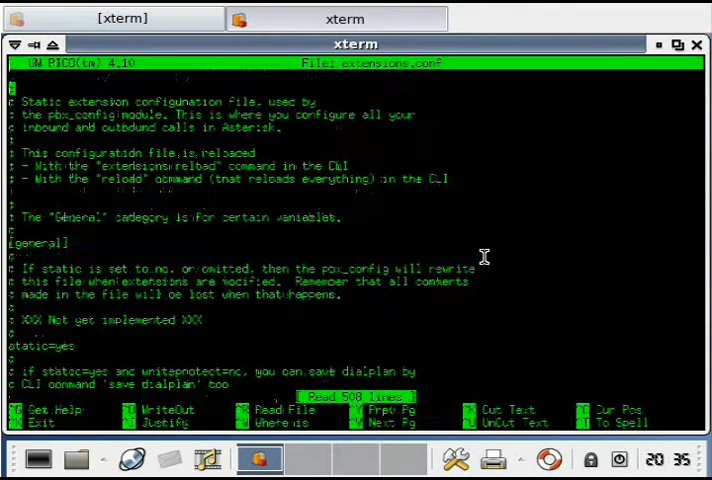 [xterm]
xterm
xterm
UW PICO(tm) 4.10 File: extensions.conf
;
; Static extension configuration file, used by
; the pbx_config module. This is where you configure all your
; inbound and outbound calls in Asterisk.
;
; This configuration file is reloaded
; - With the "extensions reload" command in the CLI
; - With the "reload" command (that reloads everything) in the CLI
;
; The "General" category is for certain variables.
;
[general]
;
; If static is set to no, or omitted, then the pbx_config will rewrite
; this file when extensions are modified. Remember that all comments
; made in the file will be lost when that happens.
;
; XXX Not yet implemented XXX
;
static=yes
;
; if static=yes and writeprotect=no, you can save dialplan by
; CLI command 'save dialplan' too
[ Read 508 lines ]
^G Get Help ^O WriteOut ^R Read File ^Y Prev Pg ^K Cut Text ^C Cur Pos
^X Exit ^J Justify ^W Where is ^V Next Pg ^U UnCut Text ^T To Spell
20 35